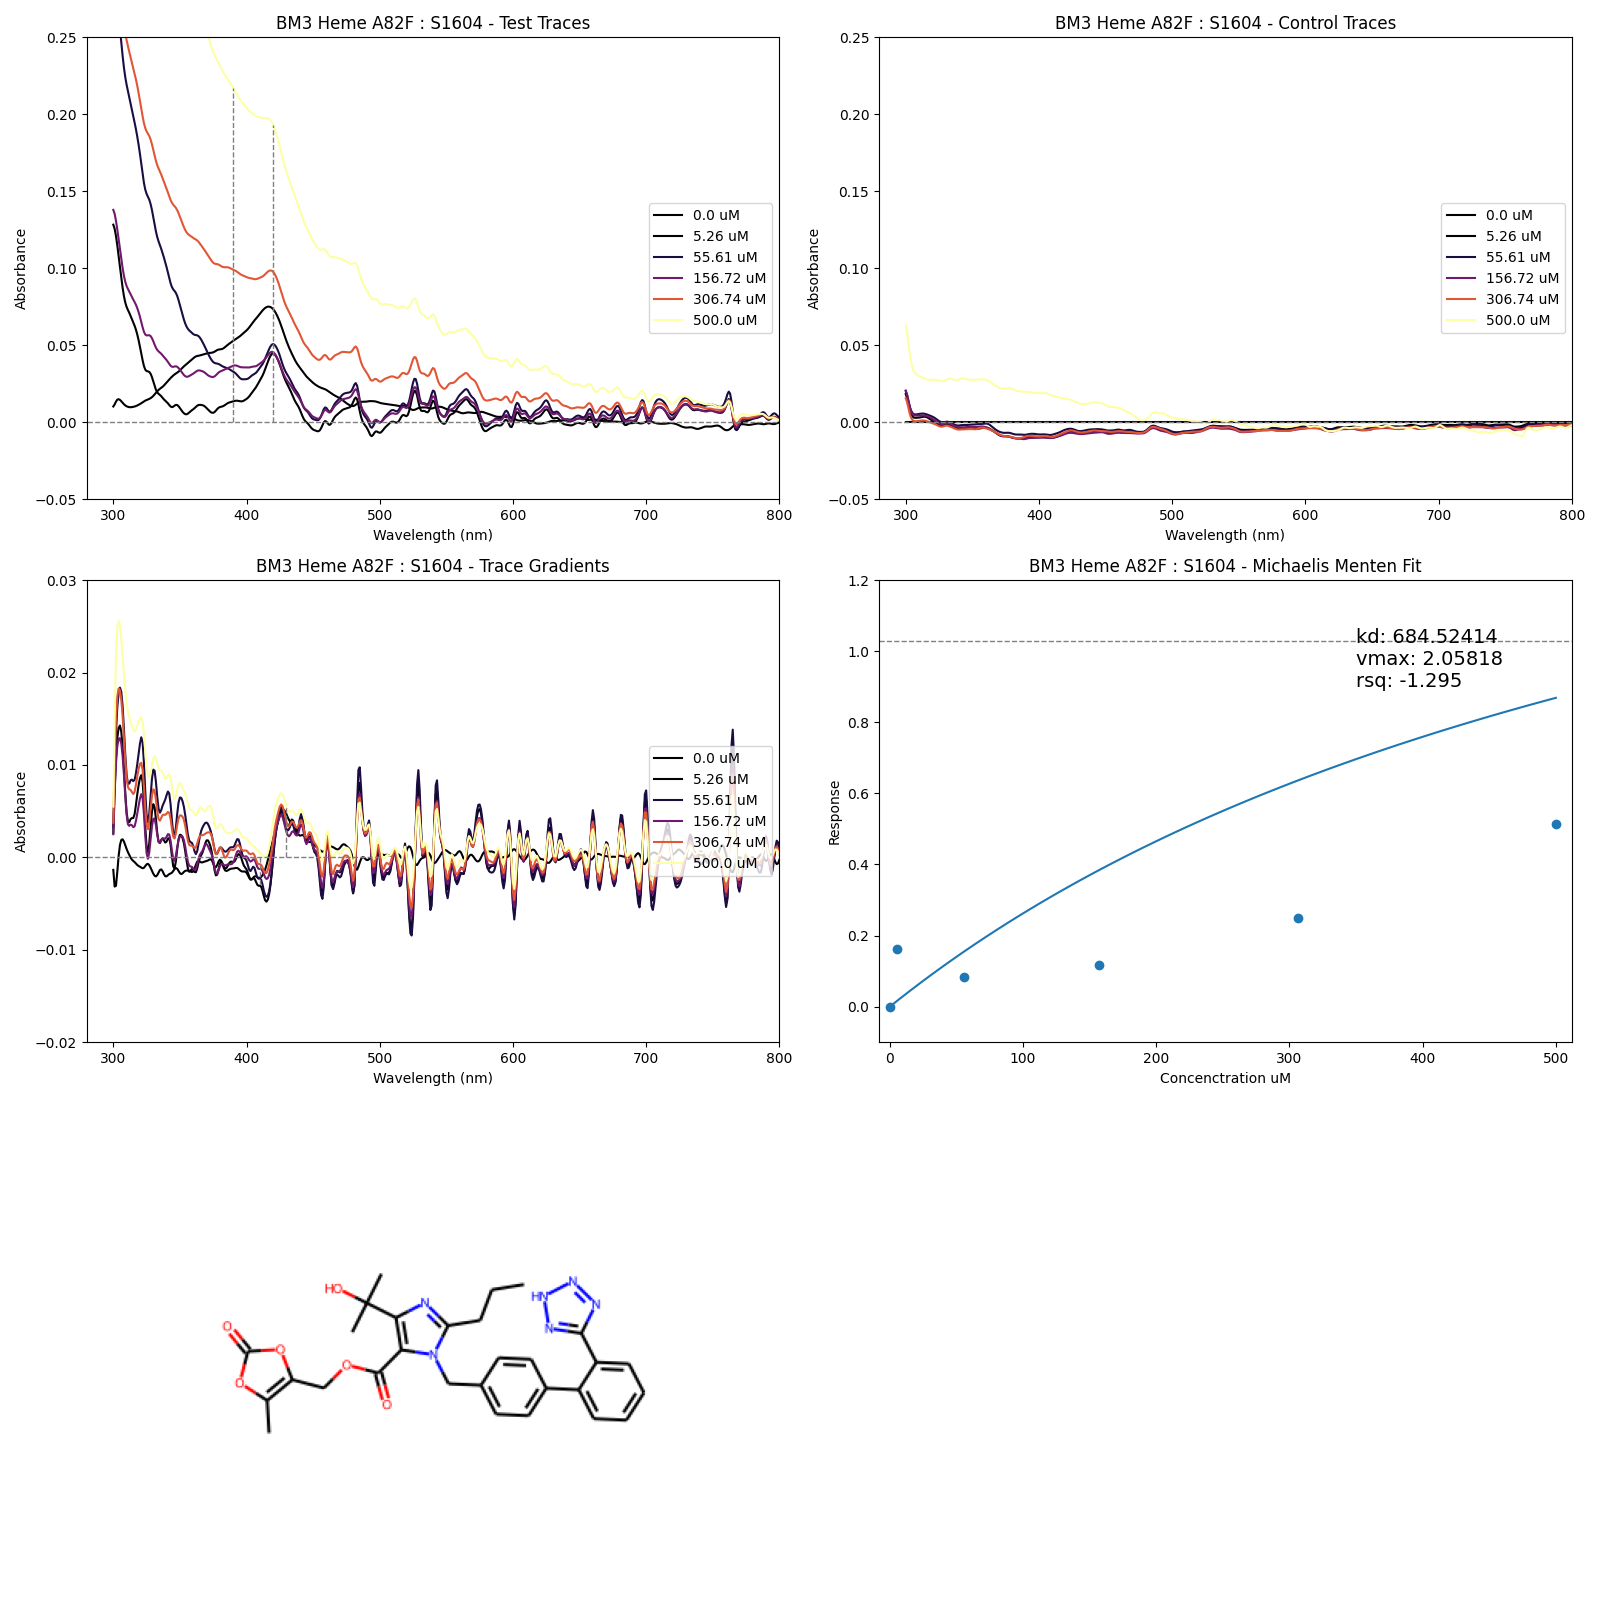 BM3 Heme A82F : S1604 - Test Traces
Absorbance
0.25
0.20
0.15
0.10
0.05
0.00
−0.05
300
400
500
600
700
800
Wavelength (nm)
0.0 uM
5.26 uM
55.61 uM
156.72 uM
306.74 uM
500.0 uM
BM3 Heme A82F : S1604 - Control Traces
Absorbance
0.25
0.20
0.15
0.10
0.05
0.00
−0.05
300
400
500
600
700
800
Wavelength (nm)
0.0 uM
5.26 uM
55.61 uM
156.72 uM
306.74 uM
500.0 uM
BM3 Heme A82F : S1604 - Trace Gradients
Absorbance
0.03
0.02
0.01
0.00
−0.01
−0.02
300
400
500
600
700
800
Wavelength (nm)
0.0 uM
5.26 uM
55.61 uM
156.72 uM
306.74 uM
500.0 uM
BM3 Heme A82F : S1604 - Michaelis Menten Fit
Response
1.2
1.0
0.8
0.6
0.4
0.2
0.0
0
100
200
300
400
500
Concenctration uM
kd: 684.52414
vmax: 2.05818
rsq: -1.295
HO
N
N
HN
N
N
O
O
O
O
N
O